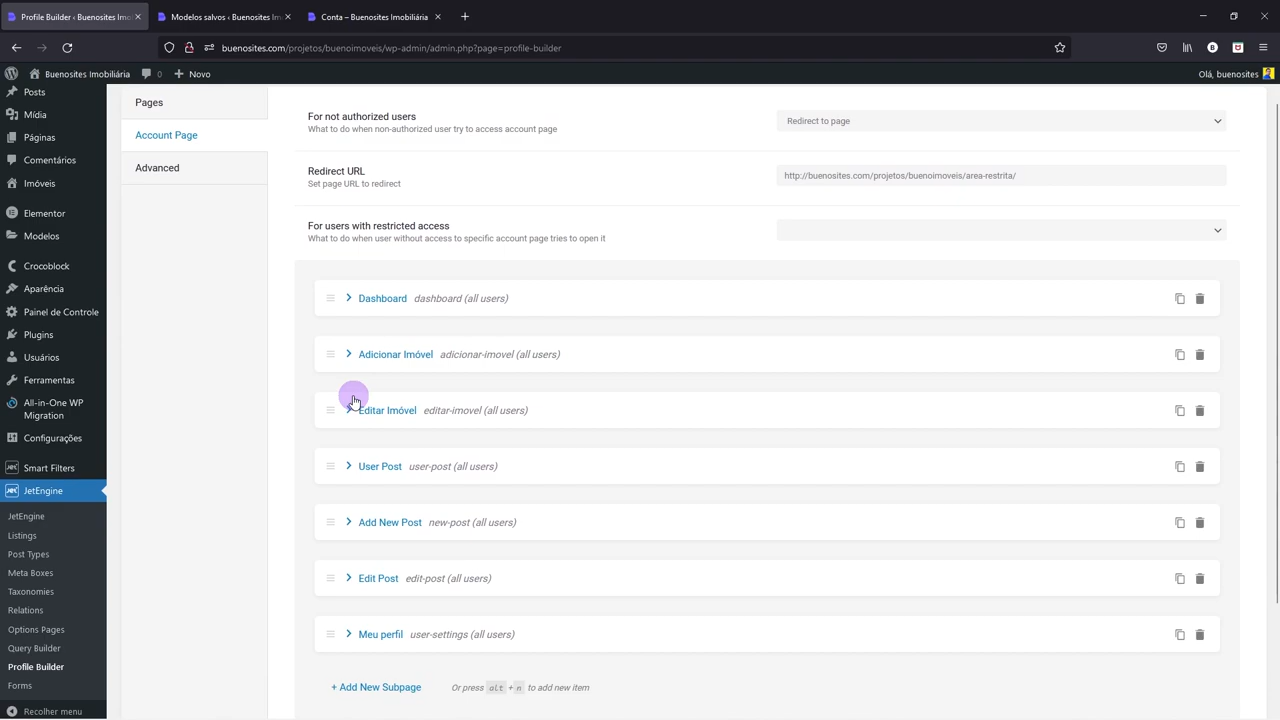 Profile Builder ‹ Buenosites Imo
Modelos salvos ‹ Buenosites Im
Conta – Buenosites Imobiliária
buenosites.com/projetos/buenoimoveis/wp-admin/admin.php?page=profile-builder
Buenosites Imobiliária
0
Novo
Olá, buenosites
Posts
Mídia
Páginas
Comentários
Imóveis
Elementor
Modelos
Crocoblock
Aparência
Painel de Controle
Plugins
Usuários
Ferramentas
All-in-One WP
Migration
Configurações
Smart Filters
JetEngine
JetEngine
Listings
Post Types
Meta Boxes
Taxonomies
Relations
Options Pages
Query Builder
Profile Builder
Forms
Recolher menu
Pages
Account Page
Advanced
For not authorized users
What to do when non-authorized user try to access account page
Redirect to page
Redirect URL
Set page URL to redirect
http://buenosites.com/projetos/buenoimoveis/area-restrita/
For users with restricted access
What to do when user without access to specific account page tries to open it
Dashboard dashboard (all users)
Adicionar Imóvel adicionar-imovel (all users)
Editar Imóvel editar-imovel (all users)
User Post user-post (all users)
Add New Post new-post (all users)
Edit Post edit-post (all users)
Meu perfil user-settings (all users)
+ Add New Subpage Or press alt + n to add new item